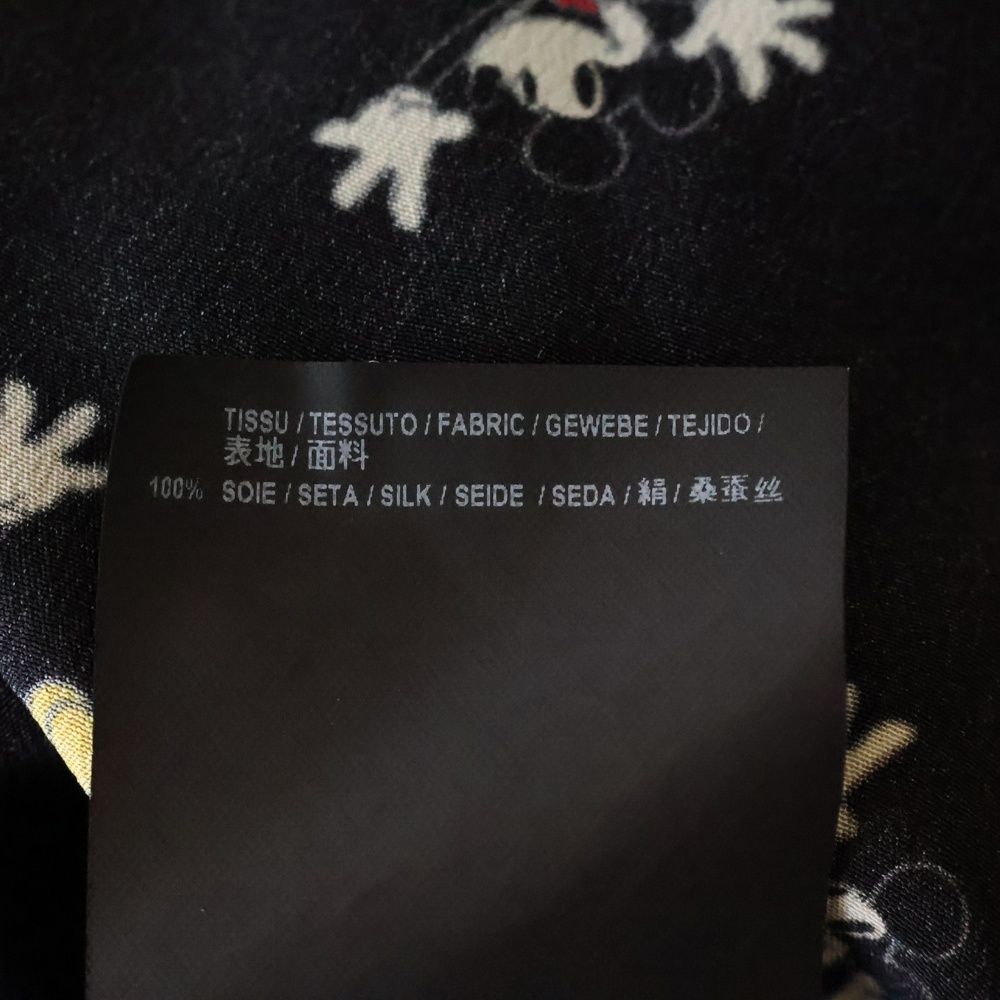 TISSU / TESSUTO / FABRIC / GEWEBE / TEJIDO /
表地 / 面料
100% SOIE / SETA / SILK / SEIDE / SEDA / 絹 / 桑蚕丝